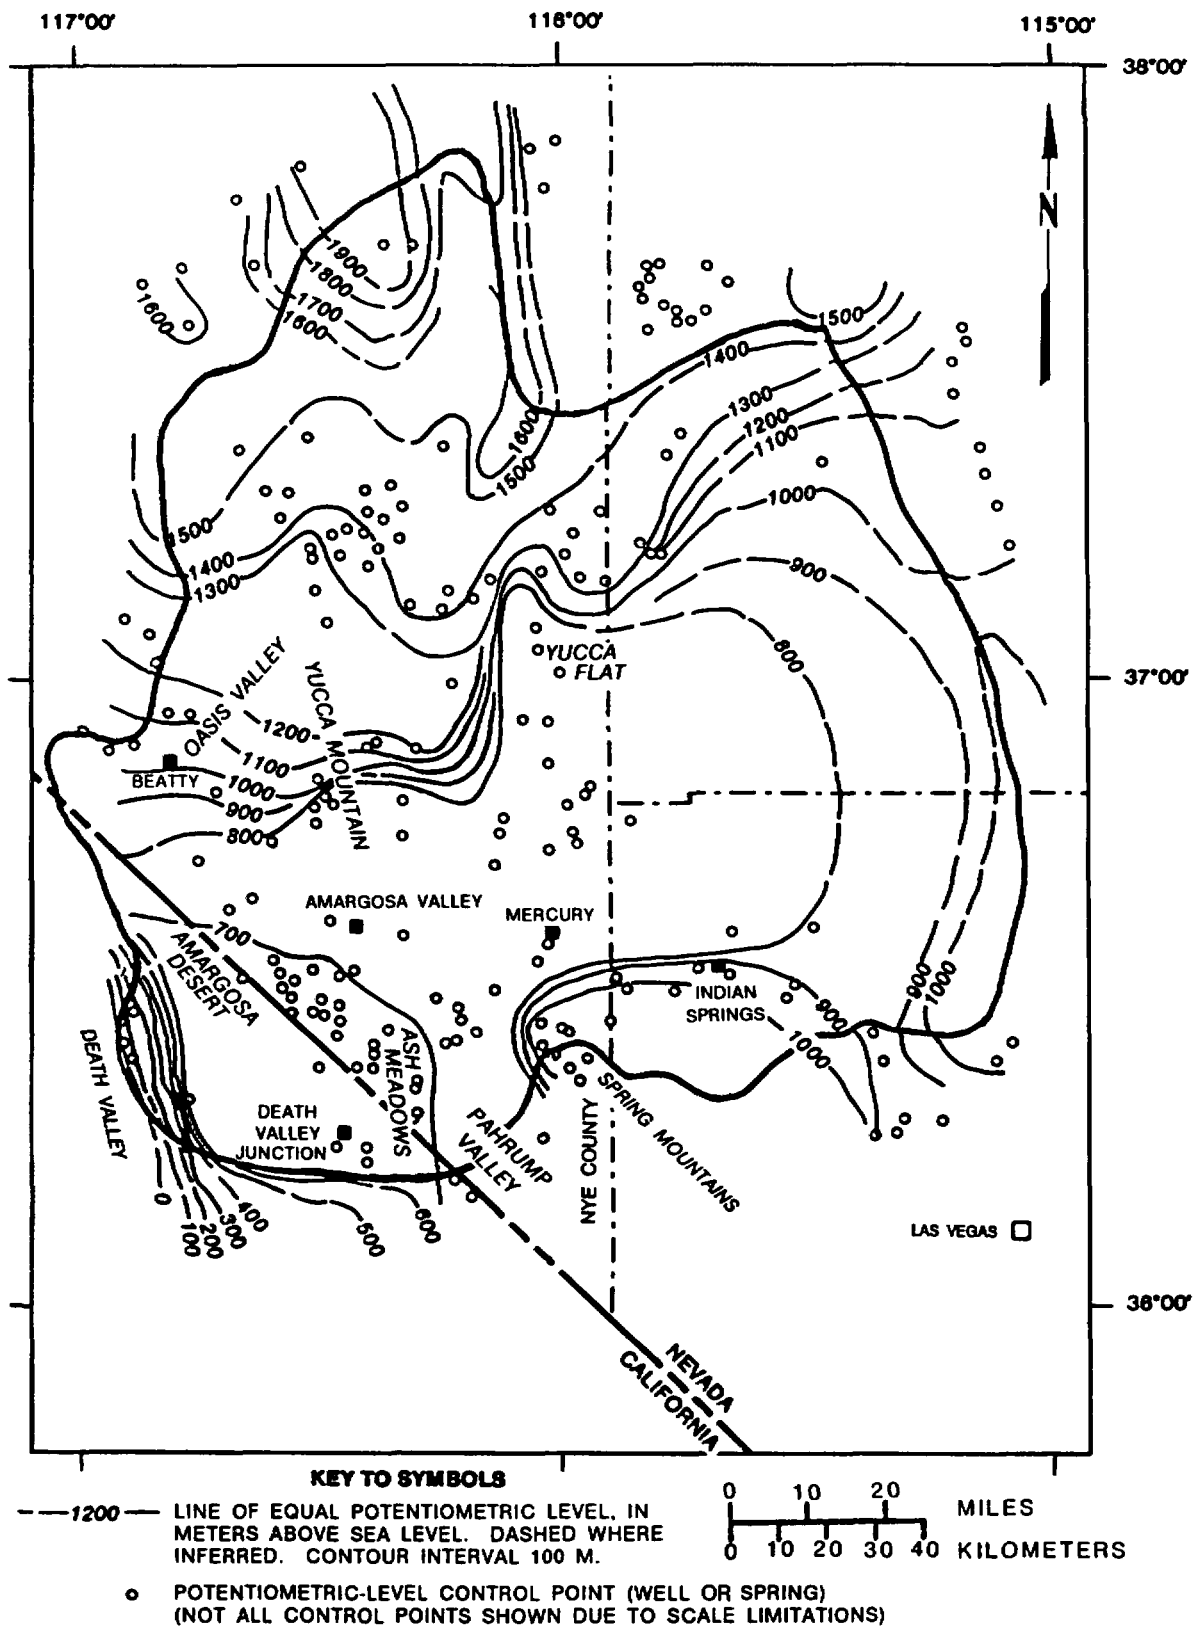 117°00'
116°00'
115°00'
38°00'
N
1900
1800
1700
1600
1600
1500
1400
1300
1200
1100
1600
1500
1000
1500
1400
1300
900
800
YUCCA
FLAT
37°00'
OASIS VALLEY
YUCCA MOUNTAIN
1200
1100
BEATTY
1000
900
800
AMARGOSA VALLEY
MERCURY
700
AMARGOSA
DESERT
INDIAN
SPRINGS
900
1000
900
1000
DEATH VALLEY
ASH
MEADOWS
DEATH
VALLEY
JUNCTION
PAHRUMP
VALLEY
NYE COUNTY
SPRING MOUNTAINS
0
100
200
300
400
500
600
LAS VEGAS
36°00'
NEVADA
CALIFORNIA
KEY TO SYMBOLS
1200 LINE OF EQUAL POTENTIOMETRIC LEVEL, IN
METERS ABOVE SEA LEVEL. DASHED WHERE
INFERRED. CONTOUR INTERVAL 100 M.
POTENTIOMETRIC-LEVEL CONTROL POINT (WELL OR SPRING)
(NOT ALL CONTROL POINTS SHOWN DUE TO SCALE LIMITATIONS)
0 10 20 MILES
0 10 20 30 40 KILOMETERS